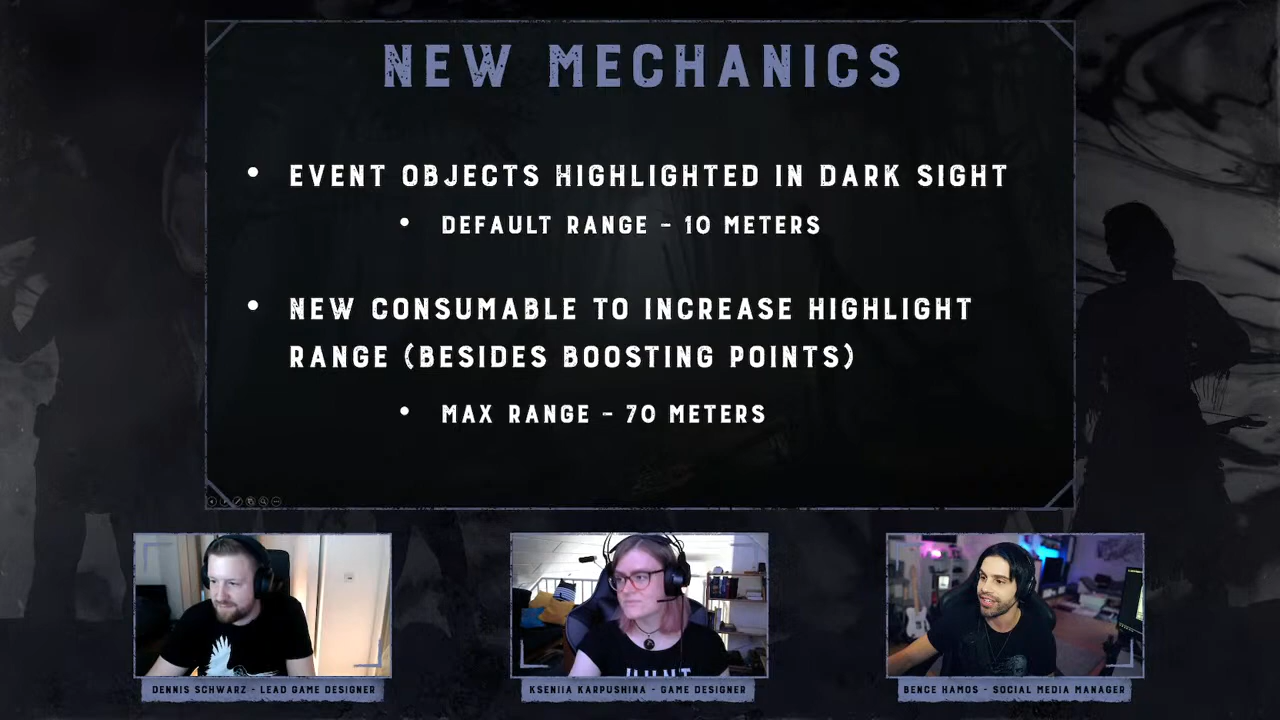 NEW MECHANICS
• EVENT OBJECTS HIGHLIGHTED IN DARK SIGHT
• DEFAULT RANGE - 10 METERS
• NEW CONSUMABLE TO INCREASE HIGHLIGHT
RANGE (BESIDES BOOSTING POINTS)
• MAX RANGE - 70 METERS
HUNT
DENNIS SCHWARZ - LEAD GAME DESIGNER
KSENIIA KARPUSHINA - GAME DESIGNER
BENCE HAMOS - SOCIAL MEDIA MANAGER